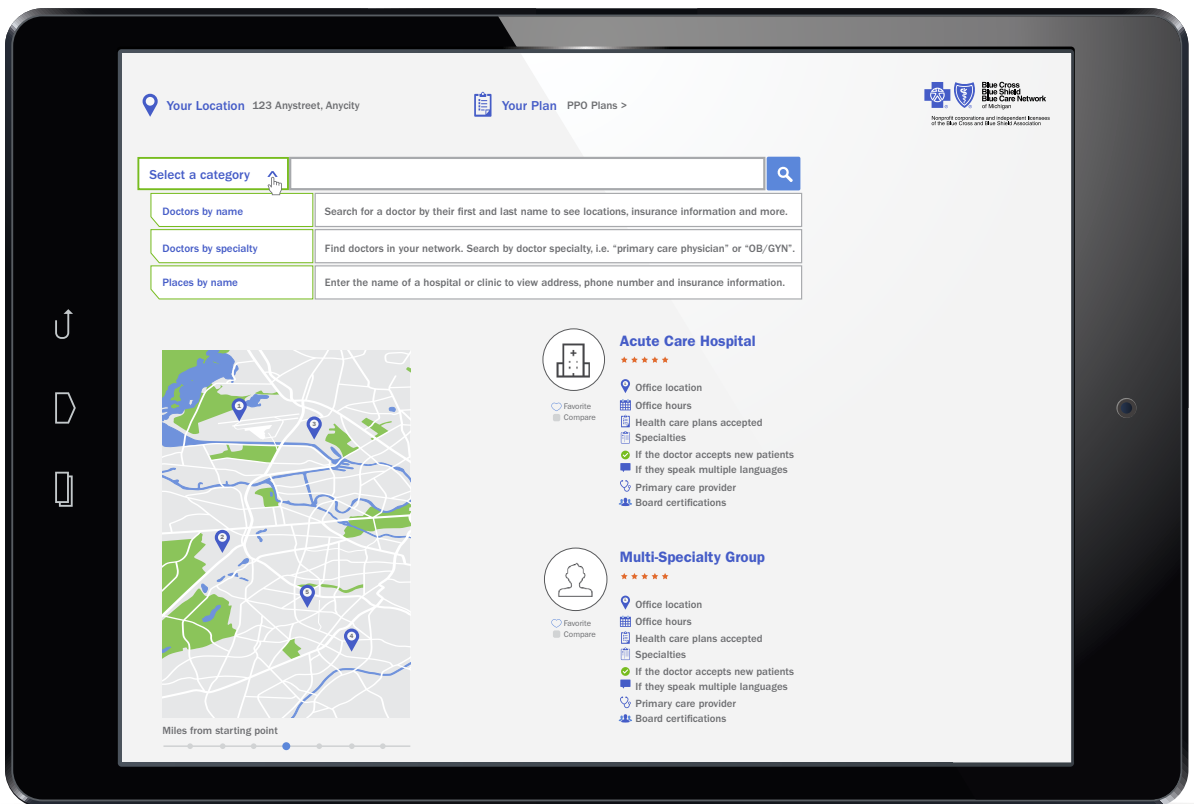 Your Location 123 Anystreet, Anycity
Your Plan PPO Plans >
Blue Cross
Blue Shield
Blue Care Network
of Michigan
Nonprofit corporations and independent licensees
of the Blue Cross and Blue Shield Association
Select a category
Doctors by name
Search for a doctor by their first and last name to see locations, insurance information and more.
Doctors by specialty
Find doctors in your network. Search by doctor specialty, i.e. “primary care physician” or “OB/GYN”.
Places by name
Enter the name of a hospital or clinic to view address, phone number and insurance information.
1
3
2
5
4
Miles from starting point
Acute Care Hospital
Favorite
Compare
Office location
Office hours
Health care plans accepted
Specialties
If the doctor accepts new patients
If they speak multiple languages
Primary care provider
Board certifications
Multi-Specialty Group
Favorite
Compare
Office location
Office hours
Health care plans accepted
Specialties
If the doctor accepts new patients
If they speak multiple languages
Primary care provider
Board certifications